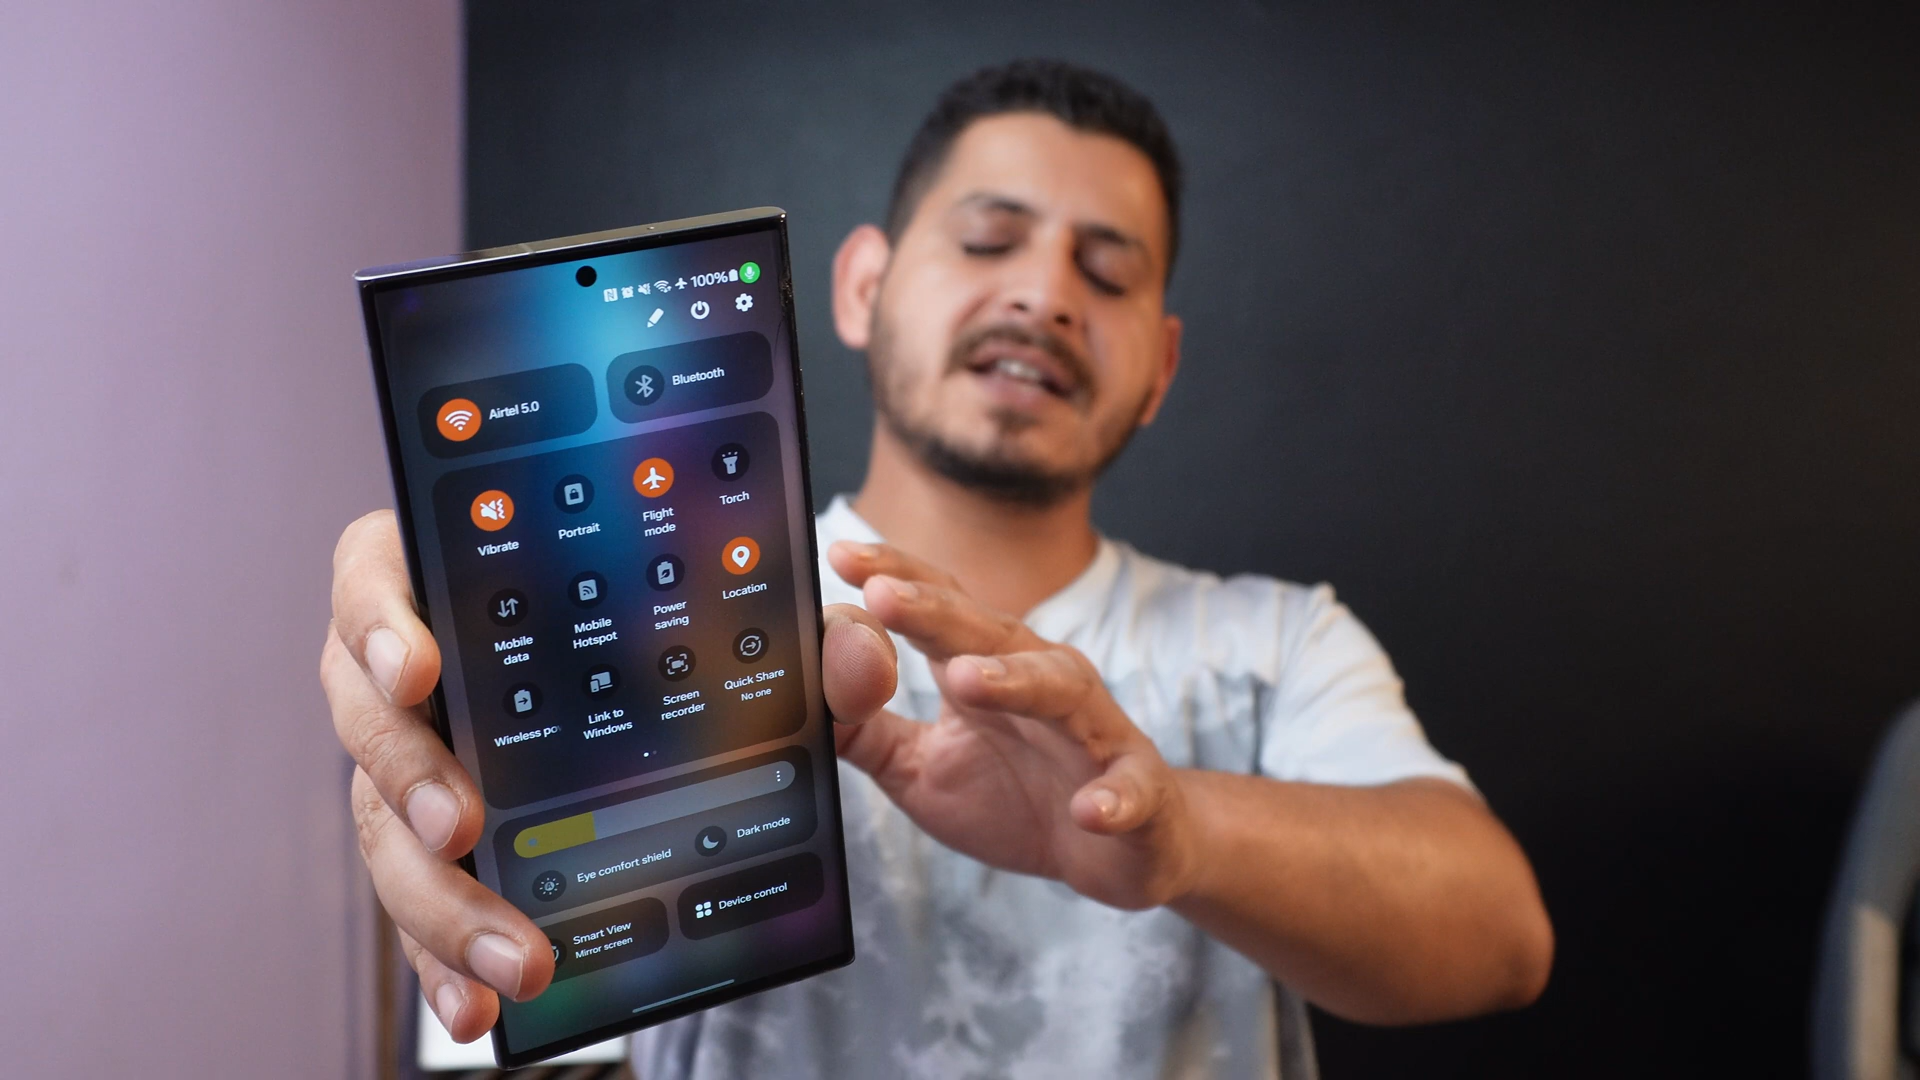 100%
Airtel 5.0
Bluetooth
Vibrate
Portrait
Flight
mode
Torch
Mobile
data
Mobile
Hotspot
Power
saving
Location
Wireless po
Link to
Windows
Screen
recorder
Quick Share
No one
Eye comfort shield
Dark mode
Smart View
Mirror screen
Device control